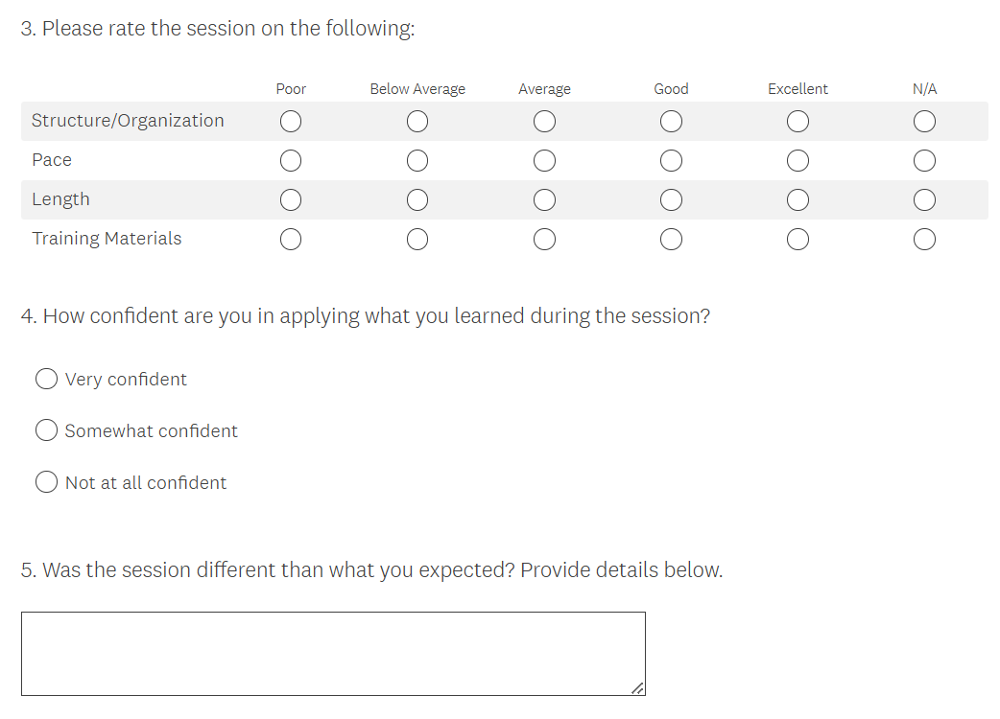 3. Please rate the session on the following:
Poor Below Average Average Good Excellent N/A
Structure/Organization
Pace
Length
Training Materials
4. How confident are you in applying what you learned during the session?
Very confident
Somewhat confident
Not at all confident
5. Was the session different than what you expected? Provide details below.